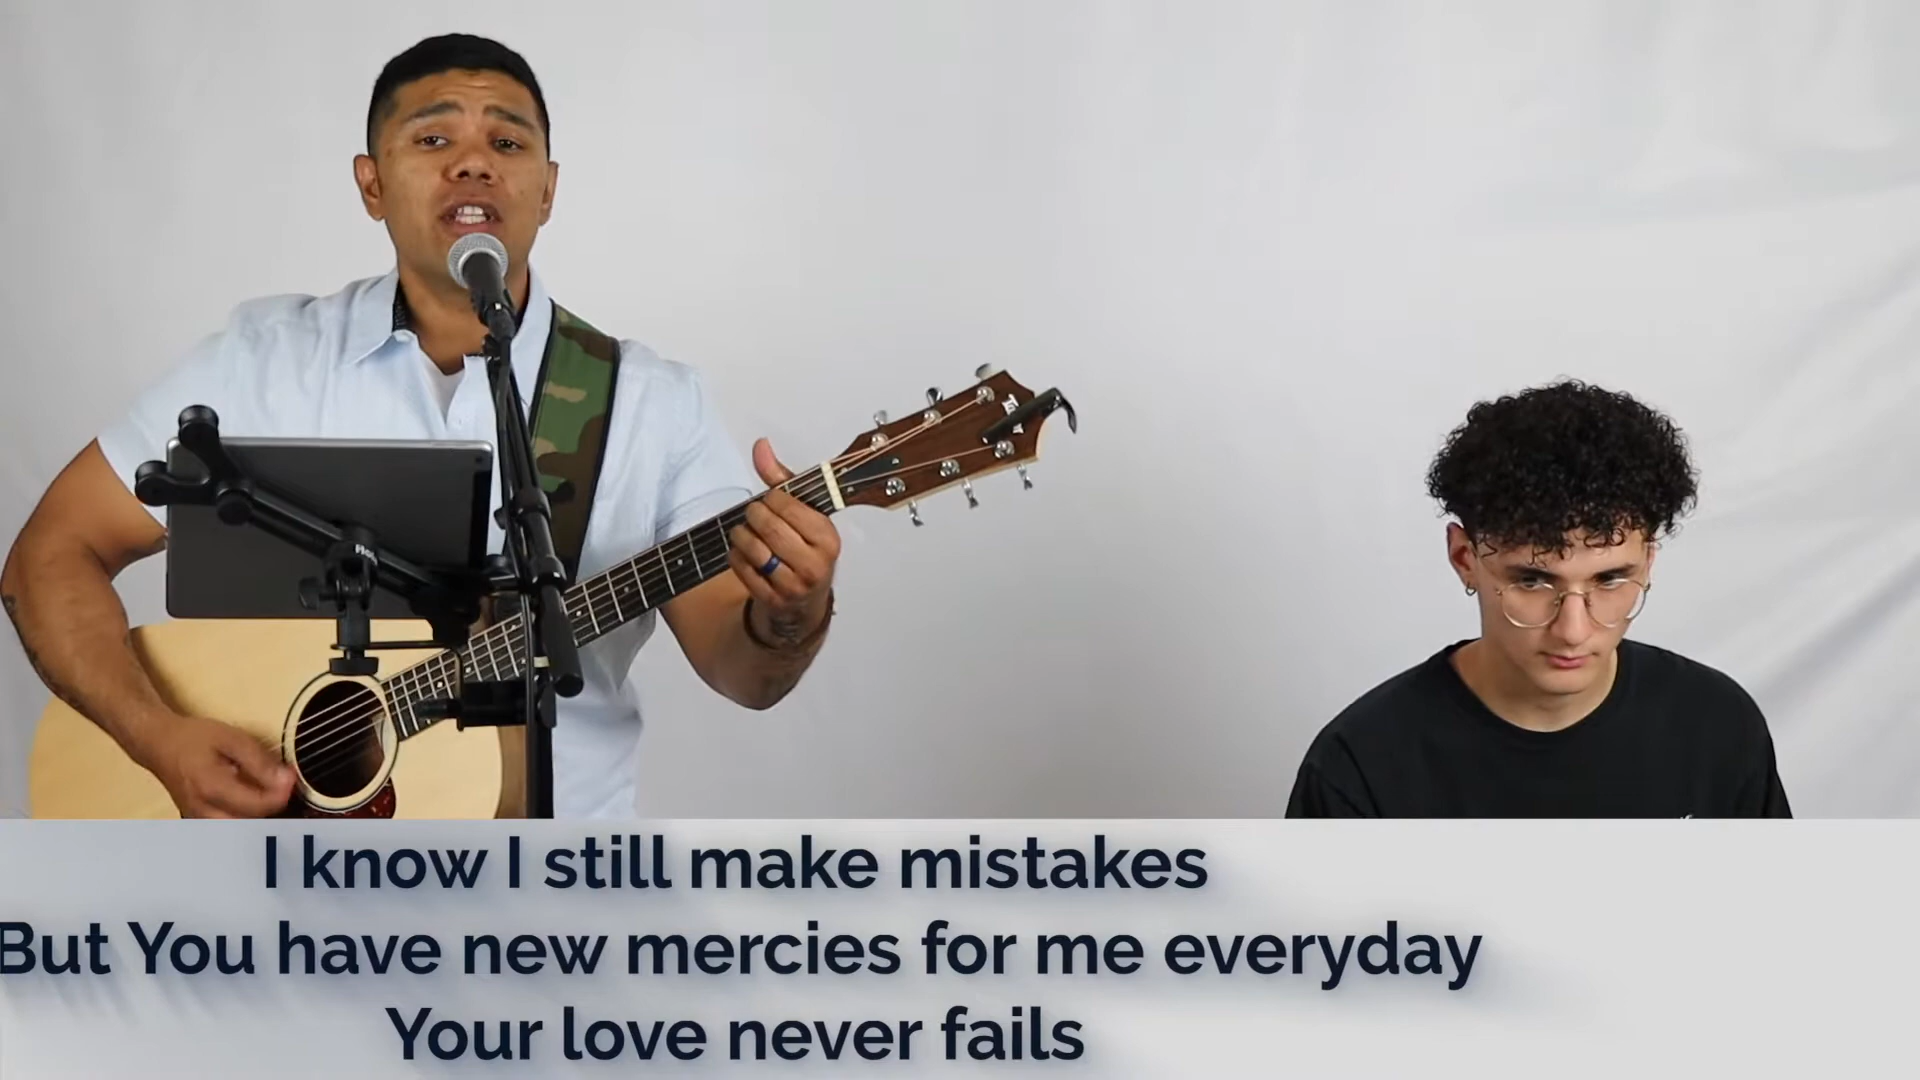 I know I still make mistakes
But You have new mercies for me everyday
Your love never fails